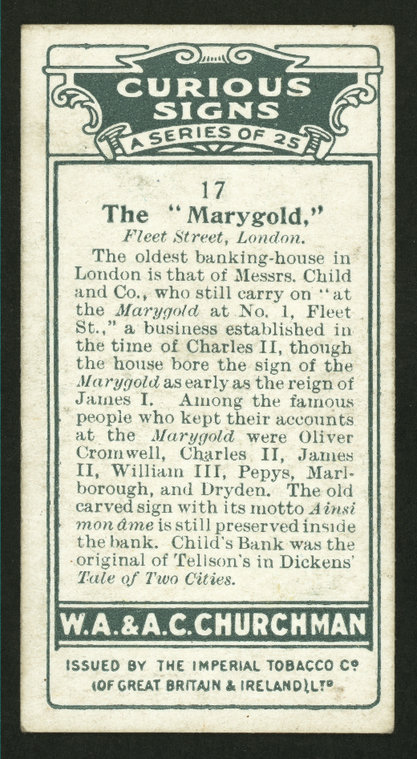 CURIOUS
SIGNS
A SERIES OF 25
17
The "Marygold,"
Fleet Street, London.
The oldest banking-house in
London is that of Messrs. Child
and Co., who still carry on "at
the Marygold at No. 1, Fleet
St.," a business established in
the time of Charles II, though
the house bore the sign of the
Marygold as early as the reign of
James I. Among the famous
people who kept their accounts
at the Marygold were Oliver
Cromwell, Charles II, James
II, William III, Pepys, Marl-
borough, and Dryden. The old
carved sign with its motto Ainsi
mon âme is still preserved inside
the bank. Child's Bank was the
original of Tellson's in Dickens'
Tale of Two Cities.
W.A. & A.C. CHURCHMAN
ISSUED BY THE IMPERIAL TOBACCO Cº
(OF GREAT BRITAIN & IRELAND), LTD